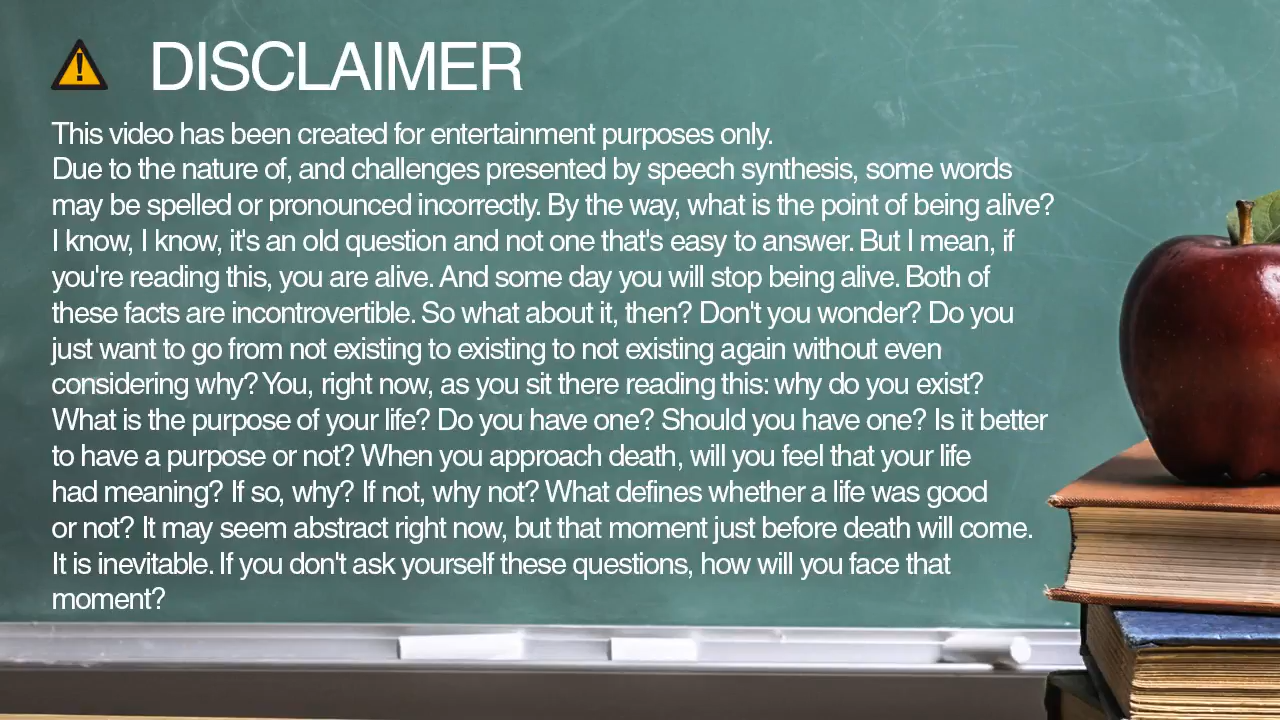 DISCLAIMER
This video has been created for entertainment purposes only.
Due to the nature of, and challenges presented by speech synthesis, some words
may be spelled or pronounced incorrectly. By the way, what is the point of being alive?
I know, I know, it's an old question and not one that's easy to answer. But I mean, if
you're reading this, you are alive. And some day you will stop being alive. Both of
these facts are incontrovertible. So what about it, then? Don't you wonder? Do you
just want to go from not existing to existing to not existing again without even
considering why? You, right now, as you sit there reading this: why do you exist?
What is the purpose of your life? Do you have one? Should you have one? Is it better
to have a purpose or not? When you approach death, will you feel that your life
had meaning? If so, why? If not, why not? What defines whether a life was good
or not? It may seem abstract right now, but that moment just before death will come.
It is inevitable. If you don't ask yourself these questions, how will you face that
moment?